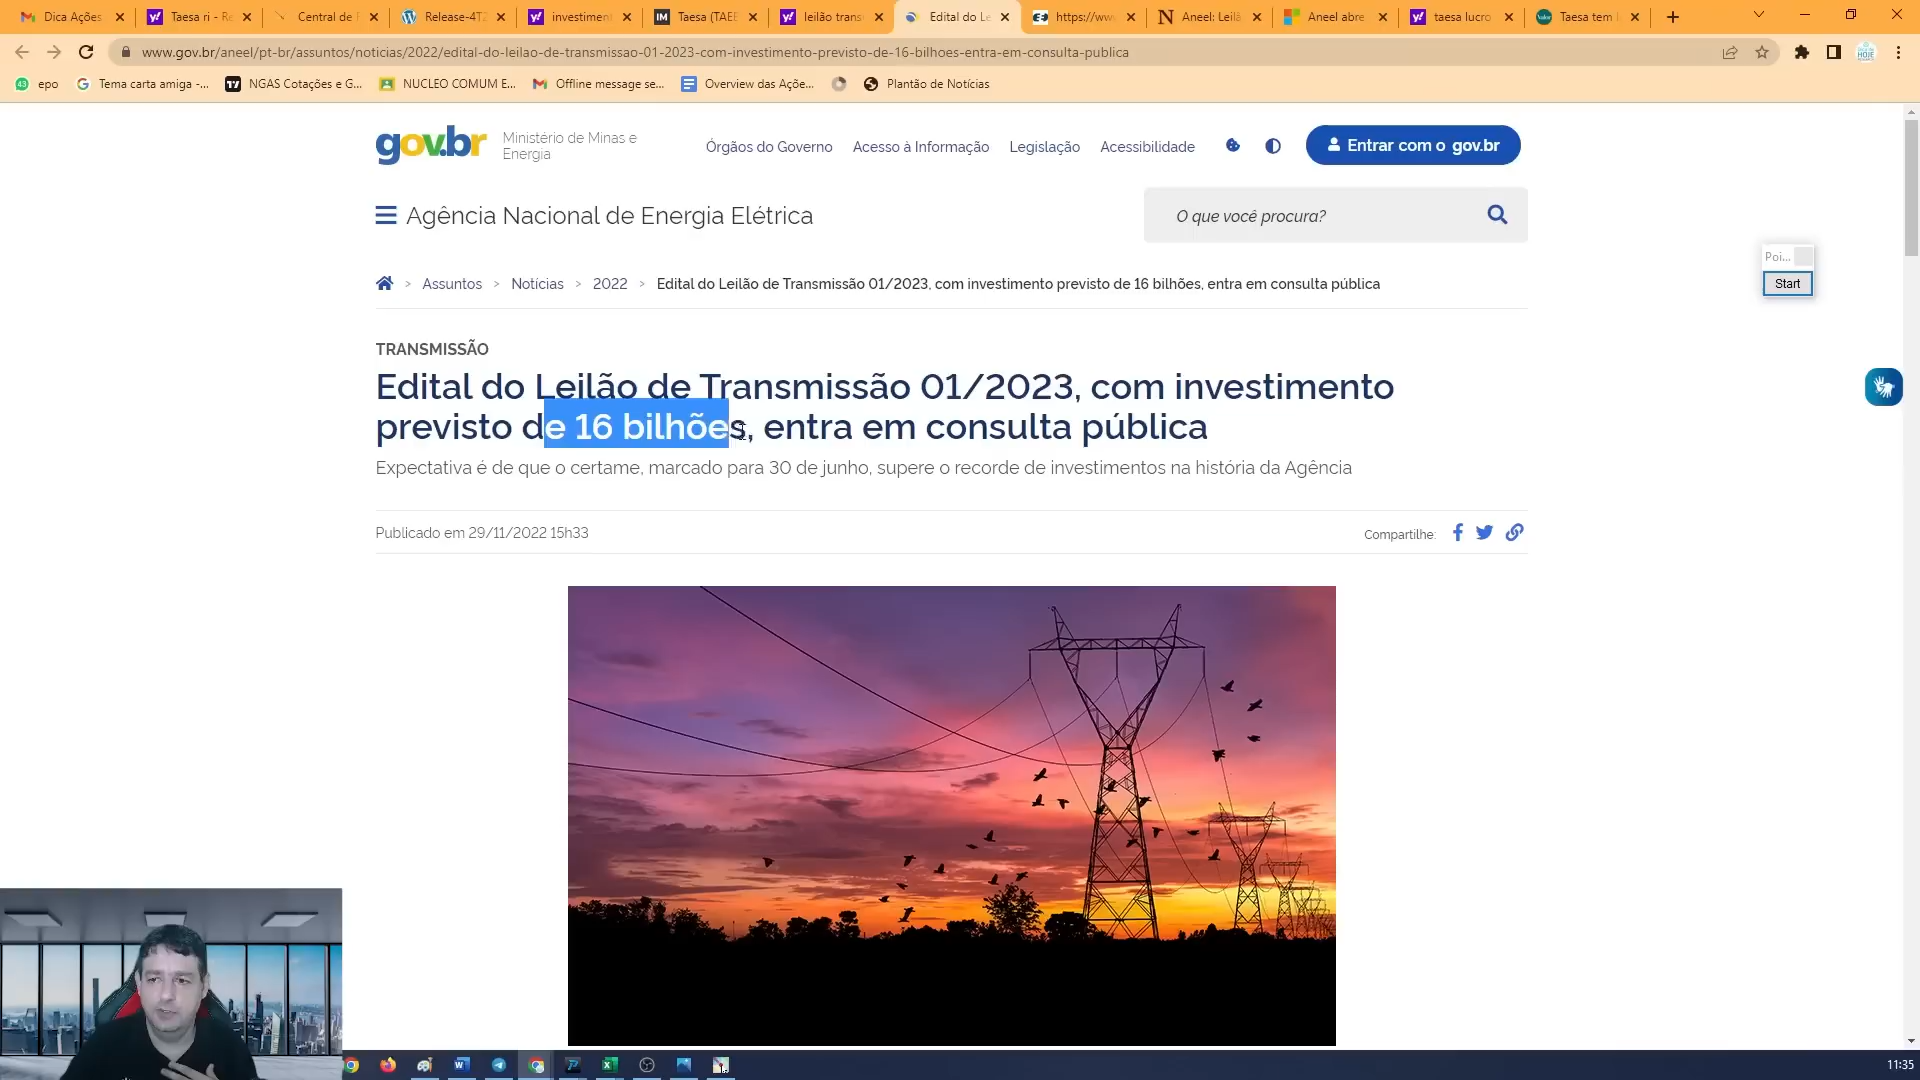 Dica Ações
Taesa ri - Re
Central de R
Release-4T2
investiment
Taesa (TAEE
leilão trans
Edital do Le
https://www
Aneel: Leilã
Aneel abre
taesa lucro
Taesa tem l
www.gov.br/aneel/pt-br/assuntos/noticias/2022/edital-do-leilao-de-transmissao-01-2023-com-investimento-previsto-de-16-bilhoes-entra-em-consulta-publica
epo
Tema carta amiga -...
NGAS Cotações e G...
NUCLEO COMUM E...
Offline message se...
Overview das Açõe...
Plantão de Notícias
gov.br
Ministério de Minas e
Energia
Órgãos do Governo
Acesso à Informação
Legislação
Acessibilidade
Entrar com o gov.br
Agência Nacional de Energia Elétrica
O que você procura?
> Assuntos > Notícias > 2022 > Edital do Leilão de Transmissão 01/2023, com investimento previsto de 16 bilhões, entra em consulta pública
Poi...
Start
TRANSMISSÃO
Edital do Leilão de Transmissão 01/2023, com investimento
previsto de 16 bilhões, entra em consulta pública
Expectativa é de que o certame, marcado para 30 de junho, supere o recorde de investimentos na história da Agência
Publicado em 29/11/2022 15h33
Compartilhe:
11:35